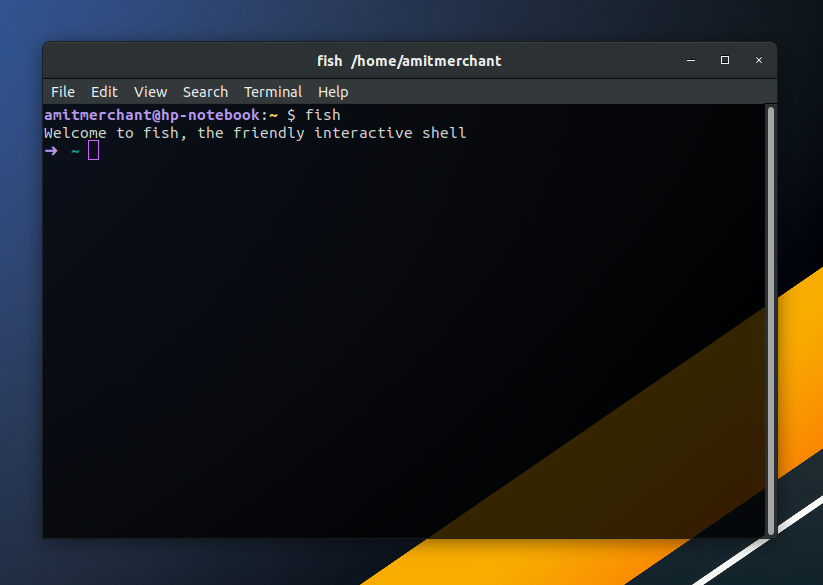 fish /home/amitmerchant
File Edit View Search Terminal Help
amitmerchant@hp-notebook:~ $ fish
Welcome to fish, the friendly interactive shell
➜ ~